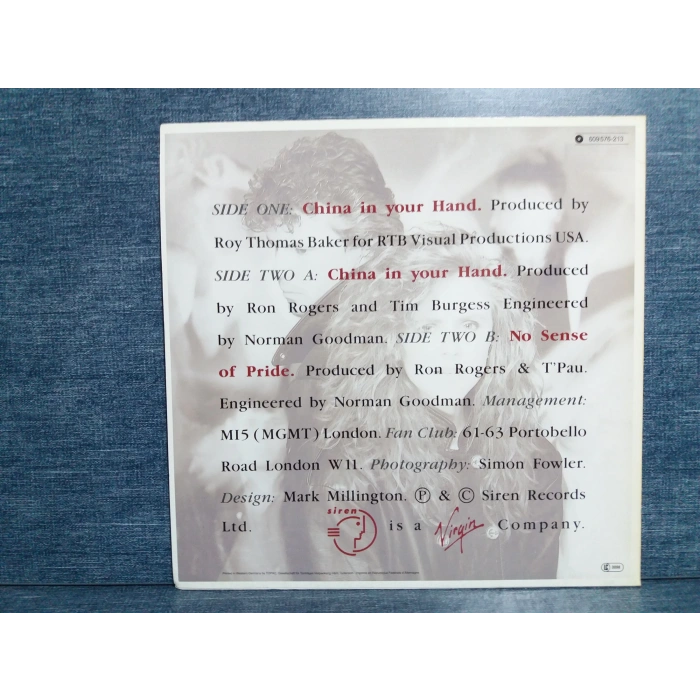 609 576-213
SIDE ONE: China in your Hand. Produced by
Roy Thomas Baker for RTB Visual Productions USA.
SIDE TWO A: China in your Hand. Produced
by Ron Rogers and Tim Burgess Engineered
by Norman Goodman. SIDE TWO B: No Sense
of Pride. Produced by Ron Rogers & T'Pau.
Engineered by Norman Goodman. Management:
MI5 (MGMT) London. Fan Club: 61-63 Portobello
Road London W11. Photography: Simon Fowler.
Design: Mark Millington. Ⓟ & © Siren Records
Ltd. siren is a Virgin Company.